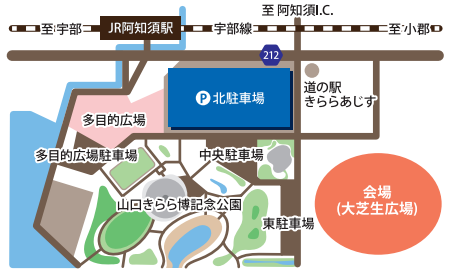 至 阿知須I.C.
至 宇部
JR阿知須駅
宇部線
至 小郡
212
P 北駐車場
道の駅
きららあじす
多目的広場
多目的広場駐車場
中央駐車場
山口きらら博記念公園
東駐車場
会場
(大芝生広場)